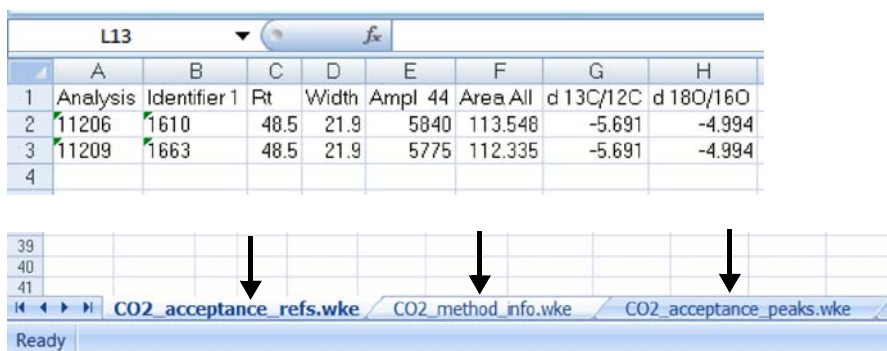 L13 fx
A B C D E F G H
1 Analysis Identifier 1 Rt Width Ampl 44 Area All d 13C/12C d 18O/16O
2 11206 1610 48.5 21.9 5840 113.548 -5.691 -4.994
3 11209 1663 48.5 21.9 5775 112.335 -5.691 -4.994
4
39
40
41
CO2_acceptance_refs.wke CO2_method_info.wke CO2_acceptance_peaks.wke
Ready